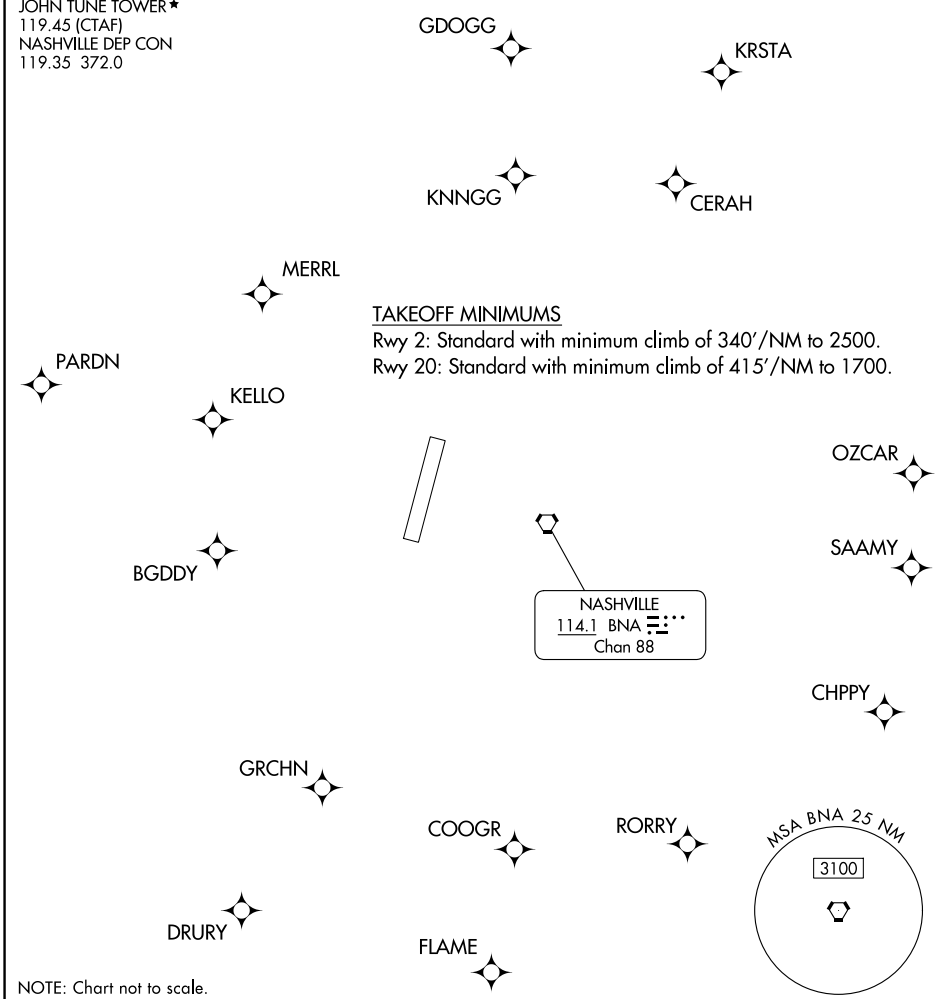 JOHN TUNE TOWER★
119.45 (CTAF)
NASHVILLE DEP CON
119.35 372.0
GDOGG
KRSTA
KNNGG
CERAH
MERRL
TAKEOFF MINIMUMS
Rwy 2: Standard with minimum climb of 340'/NM to 2500.
Rwy 20: Standard with minimum climb of 415'/NM to 1700.
PARDN
KELLO
OZCAR
BGDDY
SAAMY
NASHVILLE
114.1 BNA
Chan 88
CHPPY
GRCHN
COOGR
RORRY
MSA BNA 25 NM
3100
DRURY
FLAME
NOTE: Chart not to scale.